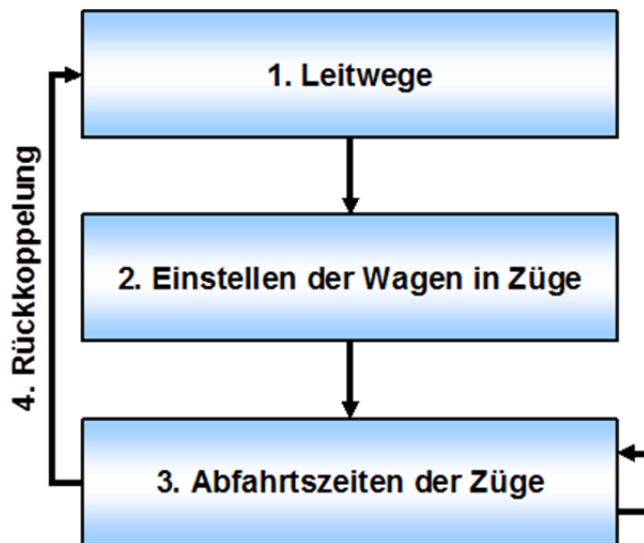 1. Leitwege
2. Einstellen der Wagen in Züge
3. Abfahrtszeiten der Züge
4. Rückkoppelung